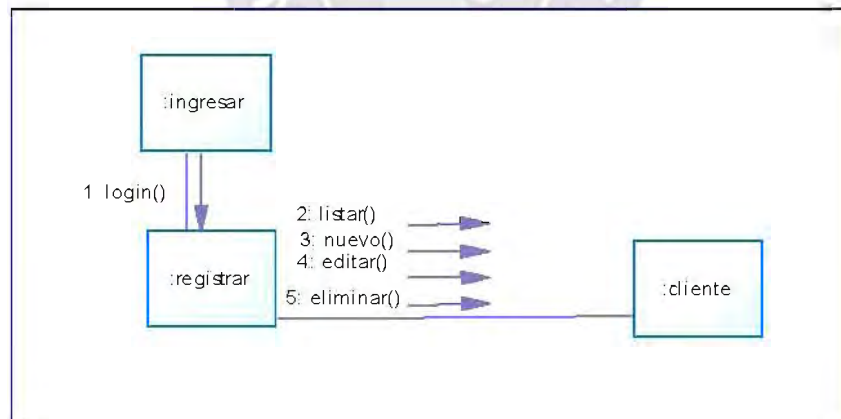 :ingresar
1 login()
2: listar()
3: nuevo()
4: editar()
:registrar
5: eliminar()
:cliente